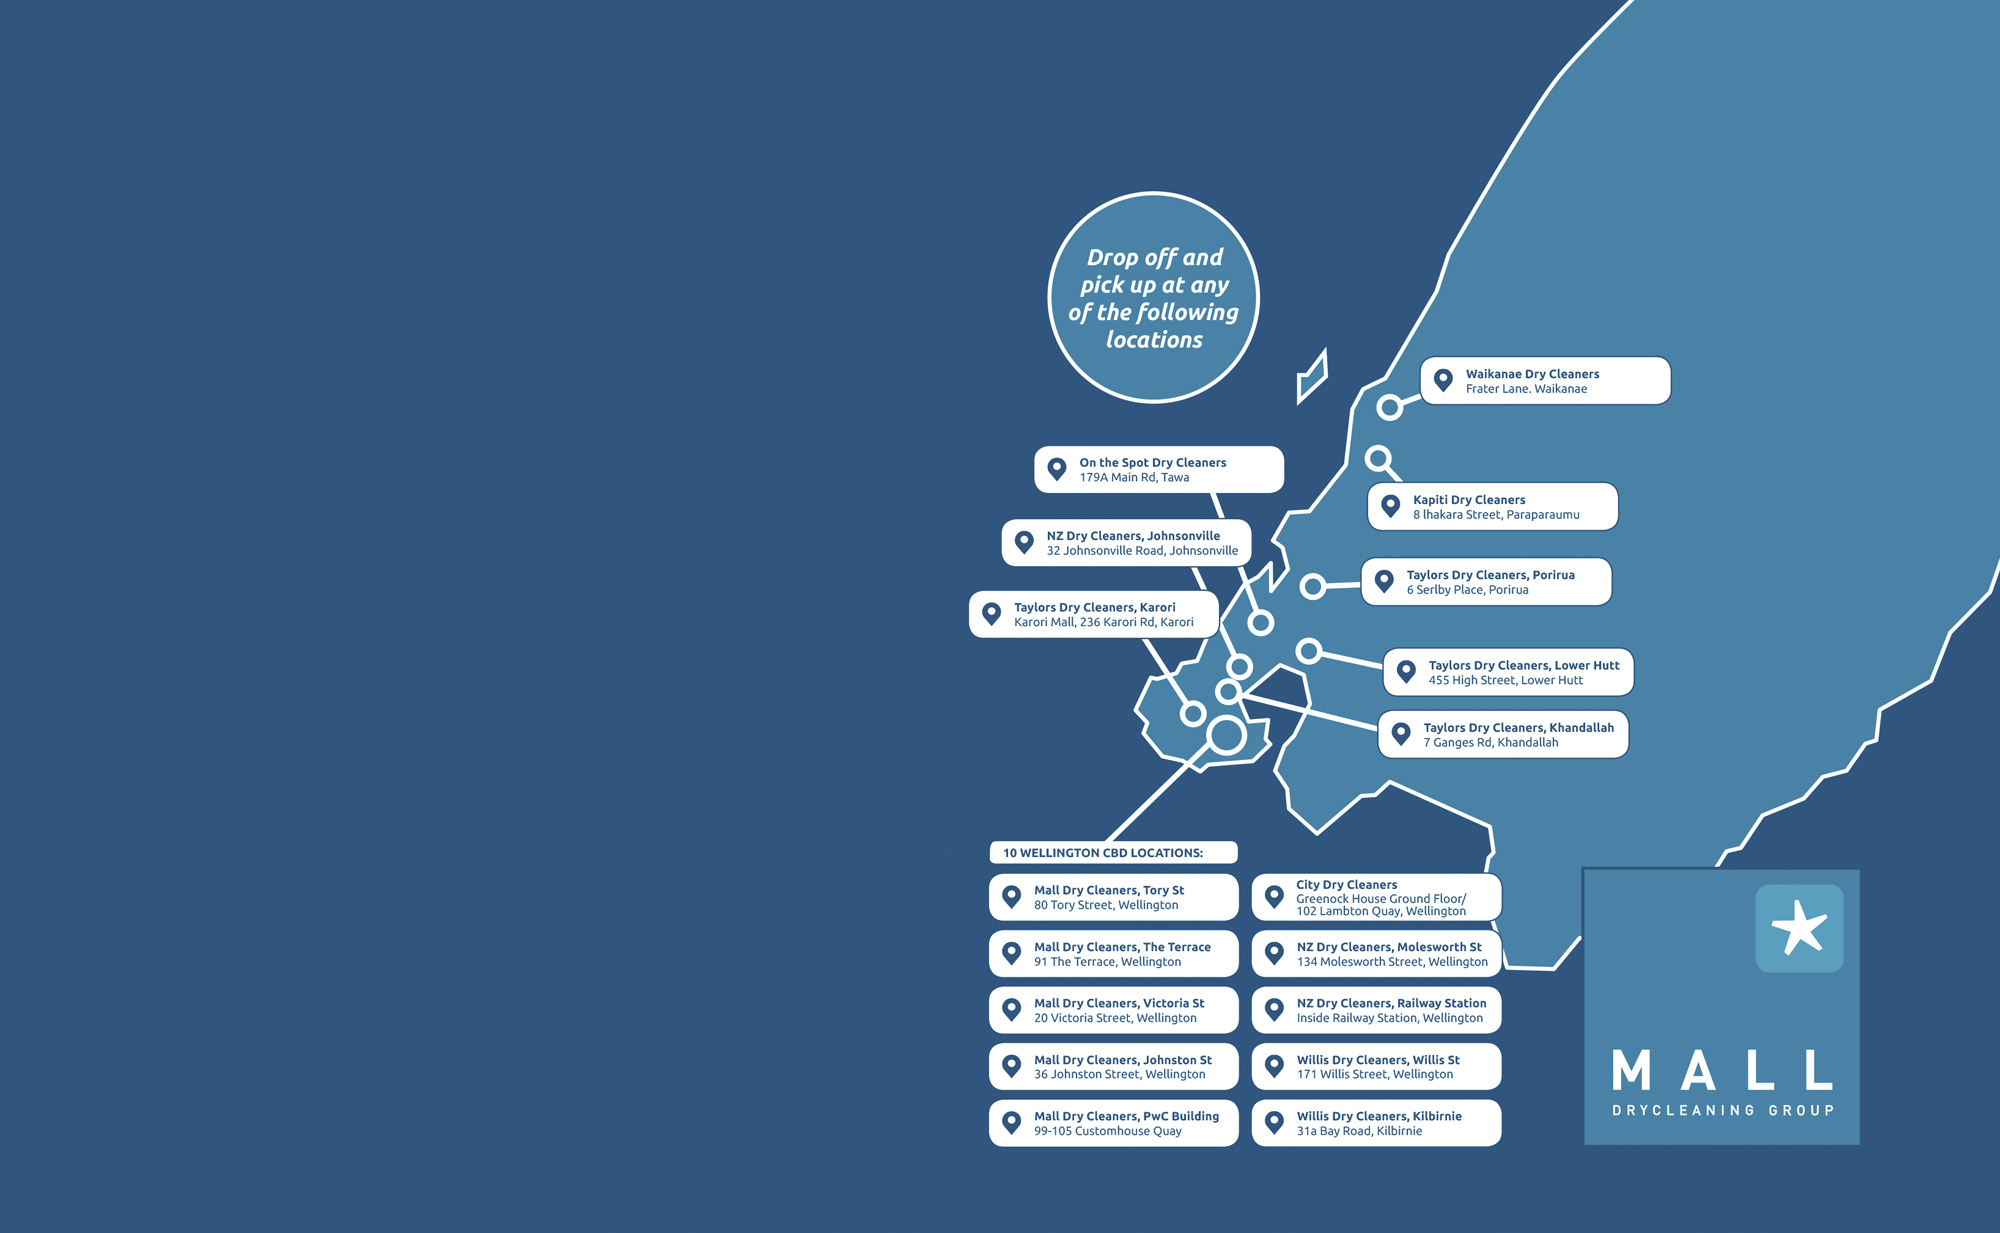 Drop off and
pick up at any
of the following
locations
Waikanae Dry Cleaners
Frater Lane. Waikanae
On the Spot Dry Cleaners
179A Main Rd, Tawa
Kapiti Dry Cleaners
8 lhakara Street, Paraparaumu
NZ Dry Cleaners, Johnsonville
32 Johnsonville Road, Johnsonville
Taylors Dry Cleaners, Porirua
6 Serlby Place, Porirua
Taylors Dry Cleaners, Karori
Karori Mall, 236 Karori Rd, Karori
Taylors Dry Cleaners, Lower Hutt
455 High Street, Lower Hutt
Taylors Dry Cleaners, Khandallah
7 Ganges Rd, Khandallah
10 WELLINGTON CBD LOCATIONS:
Mall Dry Cleaners, Tory St
80 Tory Street, Wellington
Mall Dry Cleaners, The Terrace
91 The Terrace, Wellington
Mall Dry Cleaners, Victoria St
20 Victoria Street, Wellington
Mall Dry Cleaners, Johnston St
36 Johnston Street, Wellington
Mall Dry Cleaners, PwC Building
99-105 Customhouse Quay
City Dry Cleaners
Greenock House Ground Floor/
102 Lambton Quay, Wellington
NZ Dry Cleaners, Molesworth St
134 Molesworth Street, Wellington
NZ Dry Cleaners, Railway Station
Inside Railway Station, Wellington
Willis Dry Cleaners, Willis St
171 Willis Street, Wellington
Willis Dry Cleaners, Kilbirnie
31a Bay Road, Kilbirnie
MALL
DRYCLEANING GROUP